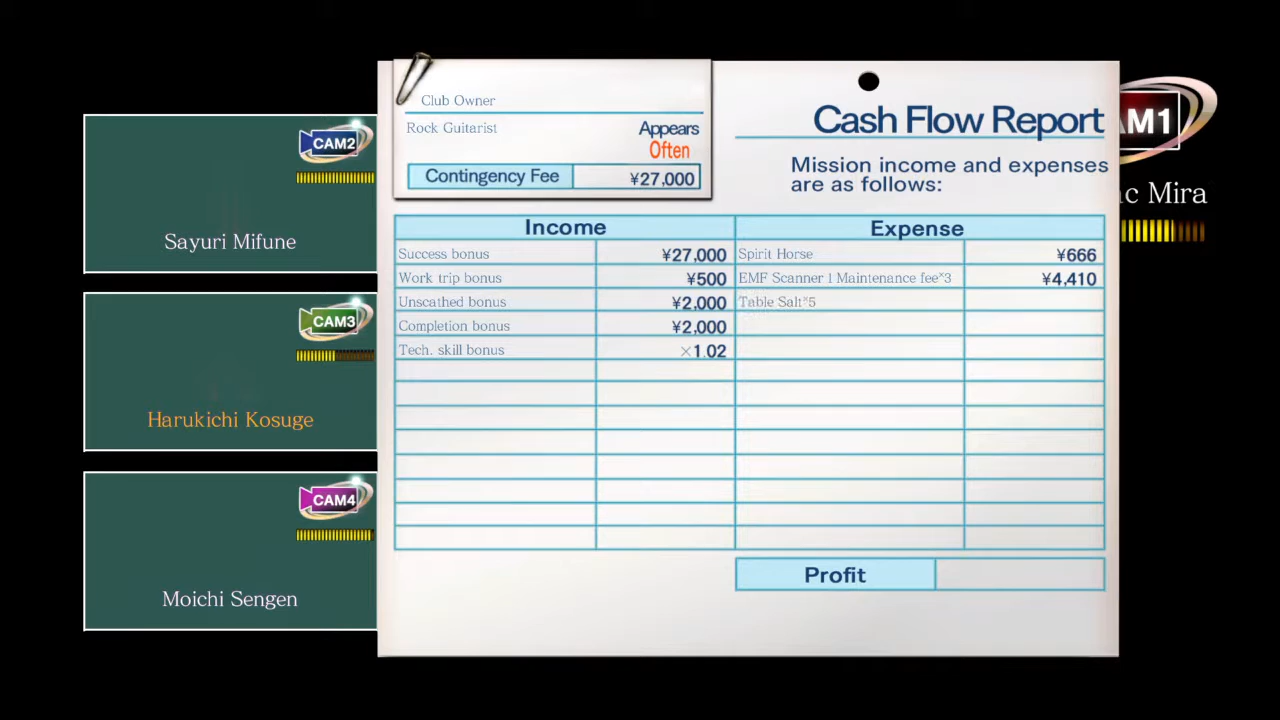 Club Owner
Rock Guitarist
Appears
Often
Contingency Fee ¥27,000
Cash Flow Report
Mission income and expenses
are as follows:
Income Expense
Success bonus ¥27,000 Spirit Horse ¥666
Work trip bonus ¥500 EMF Scanner 1 Maintenance fee*3 ¥4,410
Unscathed bonus ¥2,000 Table Salt*5
Completion bonus ¥2,000
Tech. skill bonus ×1.02
Profit
CAM2
Sayuri Mifune
CAM3
Harukichi Kosuge
CAM4
Moichi Sengen
AM1
ac Mira